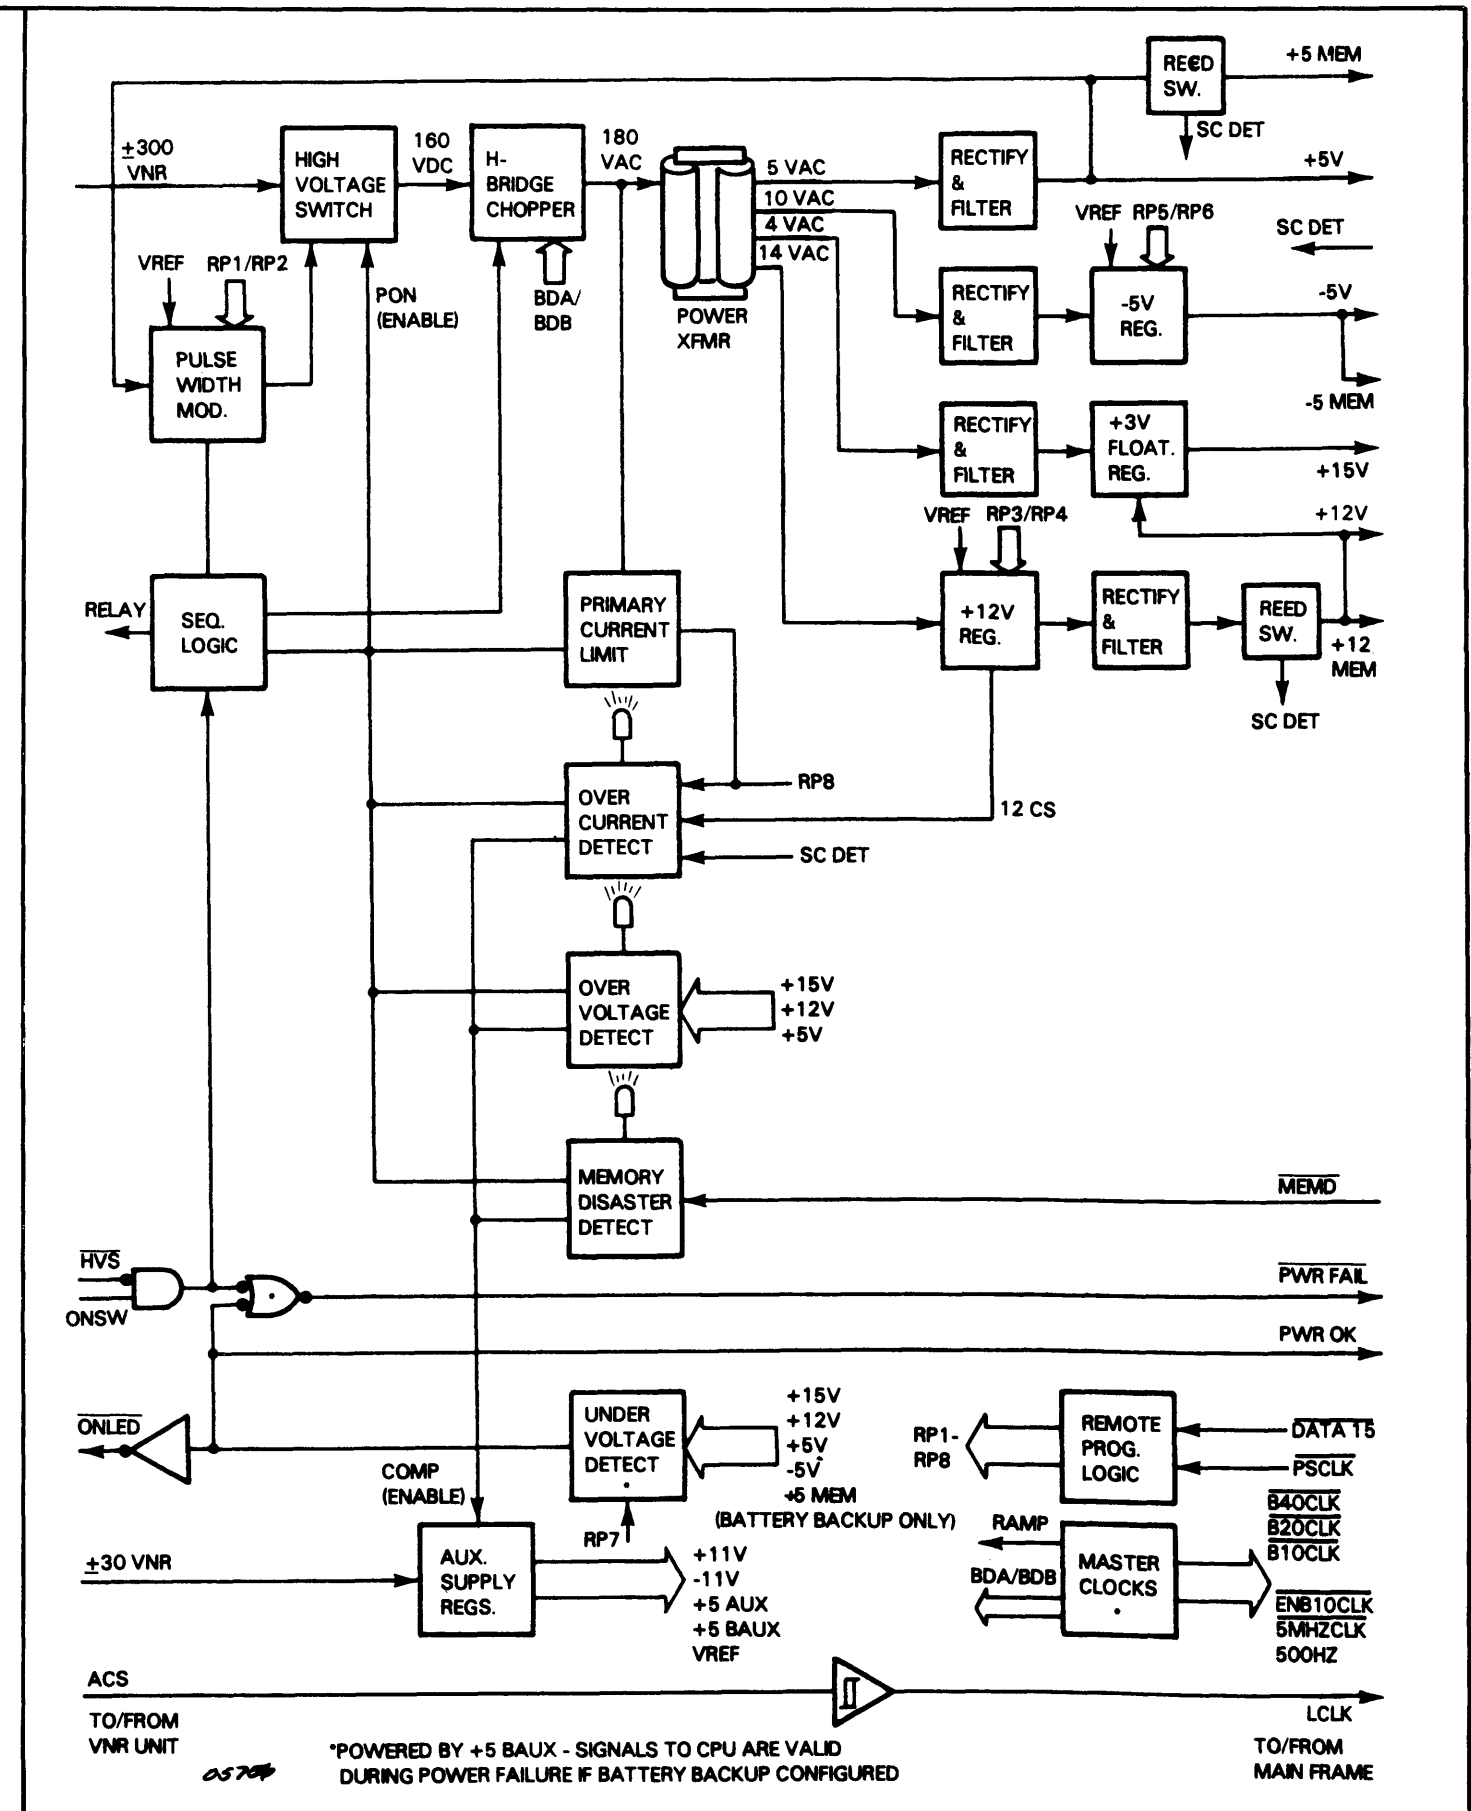 REED
SW.
+5 MEM
SC DET
±300
VNR
HIGH
VOLTAGE
SWITCH
160
VDC
H-
BRIDGE
CHOPPER
180
VAC
5 VAC
10 VAC
4 VAC
14 VAC
POWER
XFMR
RECTIFY
&
FILTER
+5V
VREF
RP5/RP6
SC DET
VREF
RP1/RP2
PON
(ENABLE)
BDA/
BDB
RECTIFY
&
FILTER
-5V
REG.
-5V
-5 MEM
PULSE
WIDTH
MOD.
RECTIFY
&
FILTER
+3V
FLOAT.
REG.
+15V
VREF
RP3/RP4
+12V
RELAY
SEQ.
LOGIC
PRIMARY
CURRENT
LIMIT
+12V
REG.
RECTIFY
&
FILTER
REED
SW.
+12
MEM
SC DET
OVER
CURRENT
DETECT
RP8
12 CS
SC DET
OVER
VOLTAGE
DETECT
+15V
+12V
+5V
MEMORY
DISASTER
DETECT
MEMD
HVS
ONSW
PWR FAIL
PWR OK
ONLED
COMP
(ENABLE)
UNDER
VOLTAGE
DETECT
•
RP7
+15V
+12V
+5V
-5V
+5 MEM
(BATTERY BACKUP ONLY)
RP1-
RP8
REMOTE
PROG.
LOGIC
DATA 15
PSCLK
±30 VNR
AUX.
SUPPLY
REGS.
+11V
-11V
+5 AUX
+5 BAUX
VREF
RAMP
BDA/BDB
MASTER
CLOCKS
•
B40CLK
B20CLK
B10CLK
ENB10CLK
5MHZCLK
500HZ
ACS
LCLK
TO/FROM
VNR UNIT
TO/FROM
MAIN FRAME
*POWERED BY +5 BAUX - SIGNALS TO CPU ARE VALID
DURING POWER FAILURE IF BATTERY BACKUP CONFIGURED